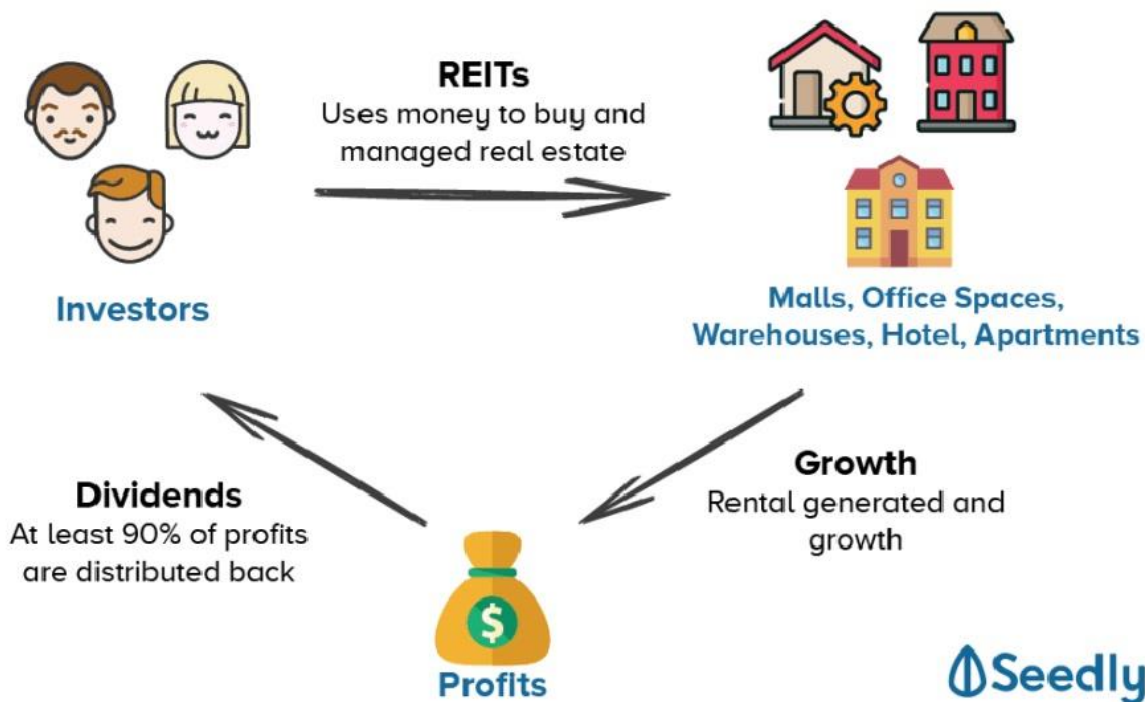 REITs
Uses money to buy and
managed real estate
Investors
Malls, Office Spaces,
Warehouses, Hotel, Apartments
Growth
Rental generated and
growth
Dividends
At least 90% of profits
are distributed back
$
Profits
Seedly